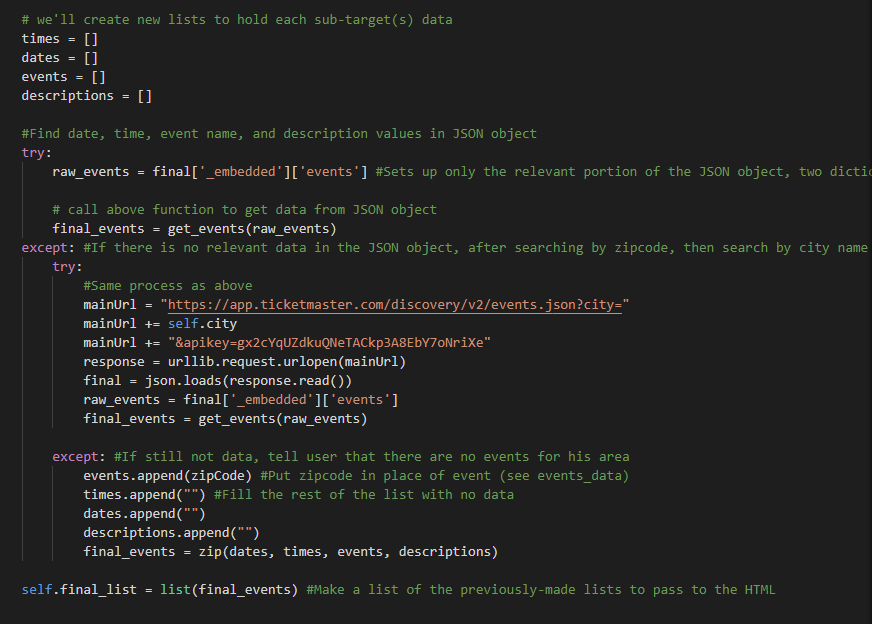 # we'll create new lists to hold each sub-target(s) data
times = []
dates = []
events = []
descriptions = []
#Find date, time, event name, and description values in JSON object
try:
raw_events = final['_embedded']['events'] #Sets up only the relevant portion of the JSON object, two
# call above function to get data from JSON object
final_events = get_events(raw_events)
except: #If there is no relevant data in the JSON object, after searching by zipcode, then search by city name
try:
#Same process as above
mainUrl = "https://app.ticketmaster.com/discovery/v2/events.json?city="
mainUrl += self.city
mainUrl += "&apikey=gx2cYqUZdkuQNeTACkp3A8EbY7oNriXe"
response = urllib.request.urlopen(mainUrl)
final = json.loads(response.read())
raw_events = final['_embedded']['events']
final_events = get_events(raw_events)
except: #If still not data, tell user that there are no events for his area
events.append(zipCode) #Put zipcode in place of event (see events_data)
times.append("") #Fill the rest of the list with no data
dates.append("")
descriptions.append("")
final_events = zip(dates, times, events, descriptions)
self.final_list = list(final_events) #Make a list of the previously-made lists to pass to the HTML